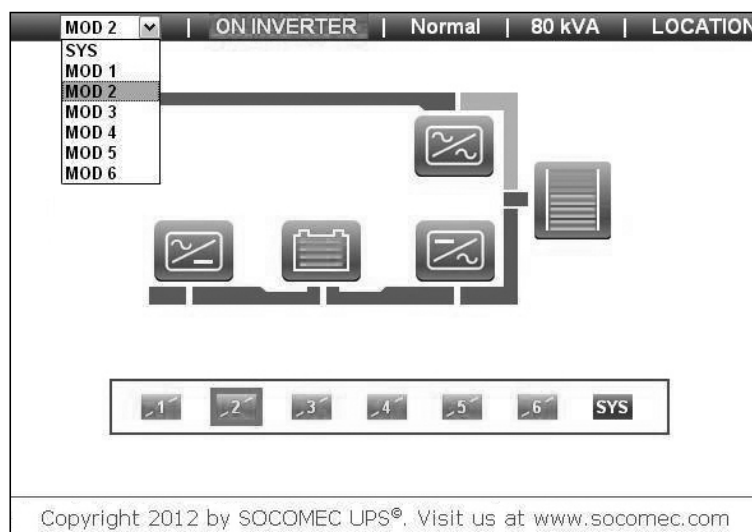 MOD 2 | ON INVERTER | Normal | 80 kVA | LOCATION
SYS
MOD 1
MOD 2
MOD 3
MOD 4
MOD 5
MOD 6
1 2 3 4 5 6 SYS
Copyright 2012 by SOCOMEC UPS®. Visit us at www.socomec.com